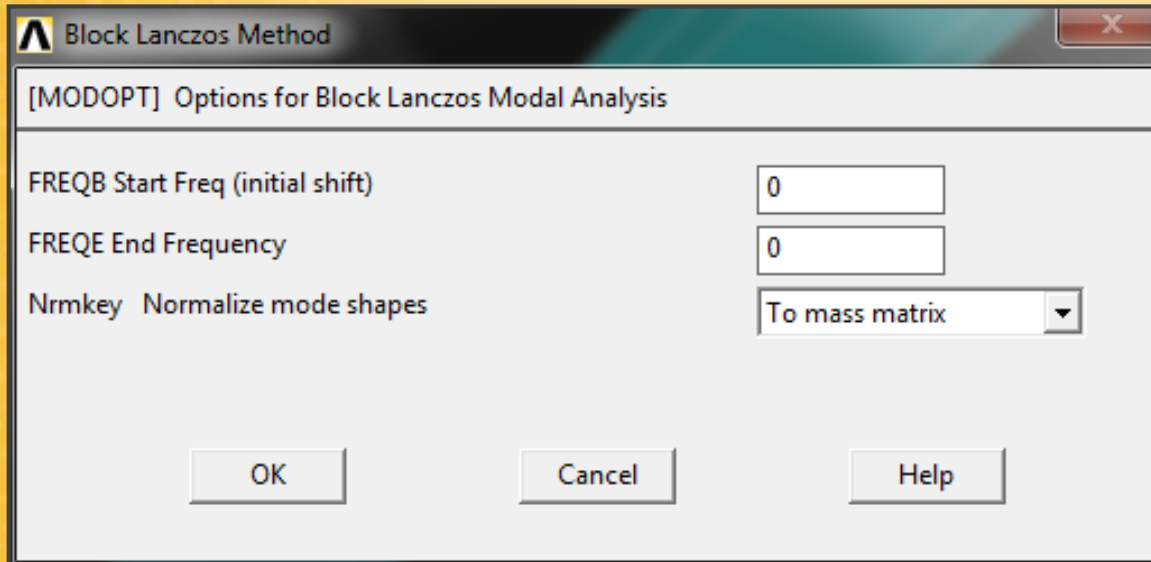 Block Lanczos Method
[MODOPT] Options for Block Lanczos Modal Analysis
FREQB Start Freq (initial shift)
0
FREQE End Frequency
0
Nrmkey Normalize mode shapes
To mass matrix
OK
Cancel
Help